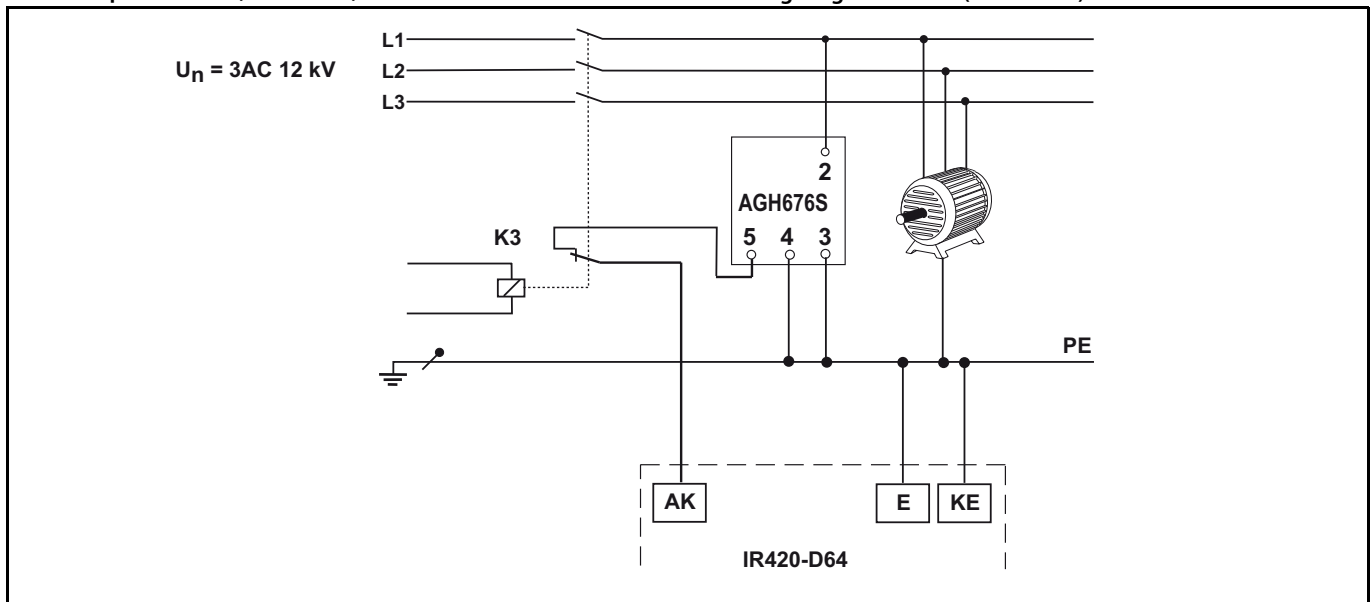 L1
Un = 3AC 12 kV
L2
L3
2
AGH676S
K3
5 4 3
PE
AK
E
KE
IR420-D64